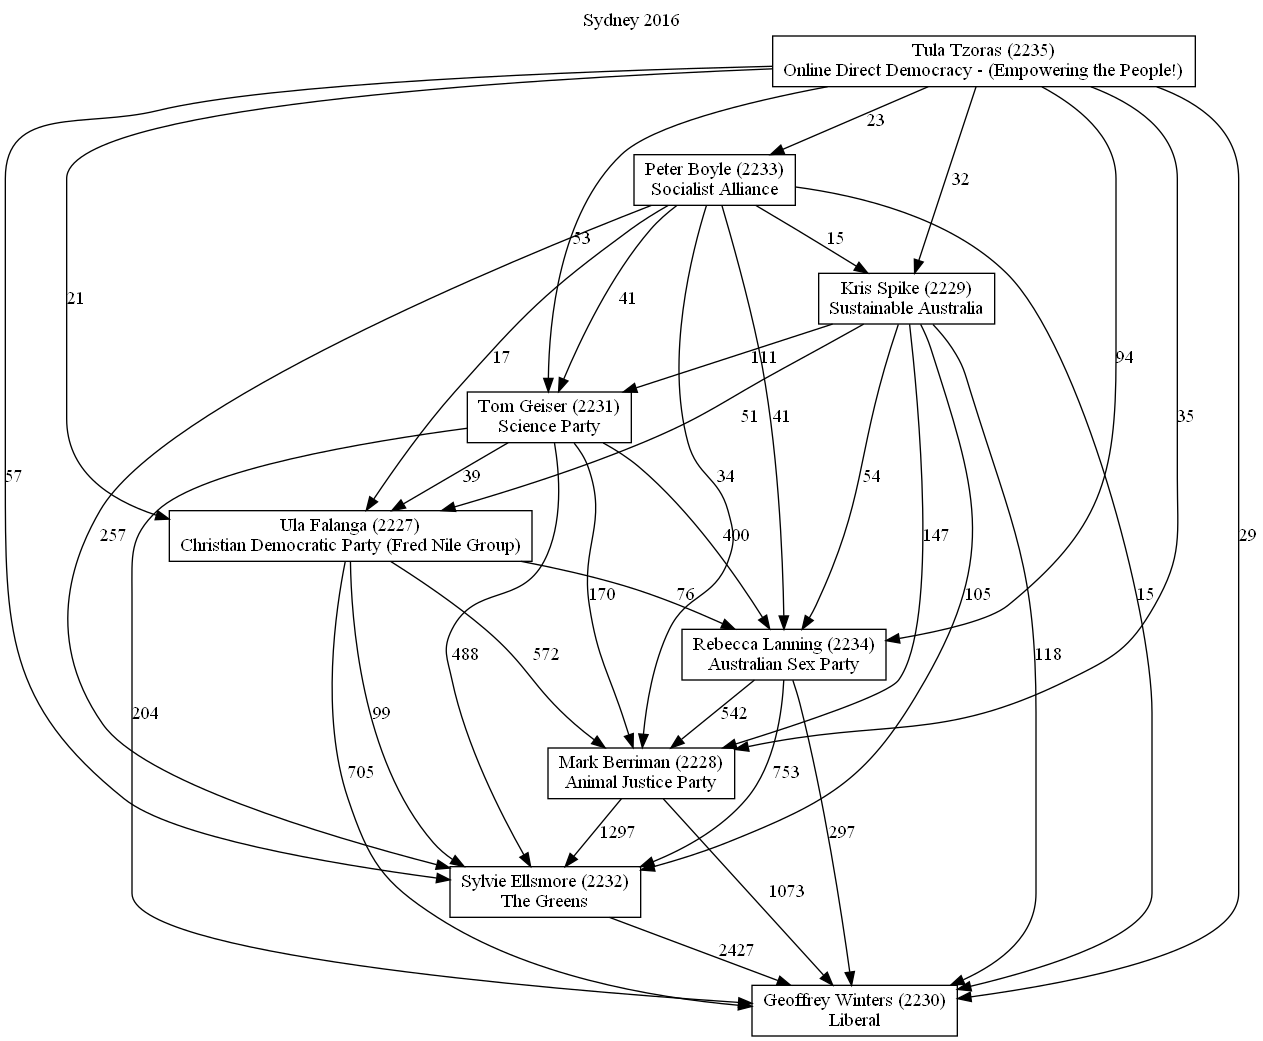 Sydney 2016
Tula Tzoras (2235)
Online Direct Democracy - (Empowering the People!)
23
Peter Boyle (2233)
Socialist Alliance
32
53
15
Kris Spike (2229)
Sustainable Australia
21
41
17
111
94
Tom Geiser (2231)
Science Party
51
41
35
57
39
34
54
Ula Falanga (2227)
Christian Democratic Party (Fred Nile Group)
257
400
147
29
170
76
105
15
Rebecca Lanning (2234)
Australian Sex Party
488
572
118
204
99
542
Mark Berriman (2228)
Animal Justice Party
705
753
1297
297
Sylvie Ellsmore (2232)
The Greens
1073
2427
Geoffrey Winters (2230)
Liberal